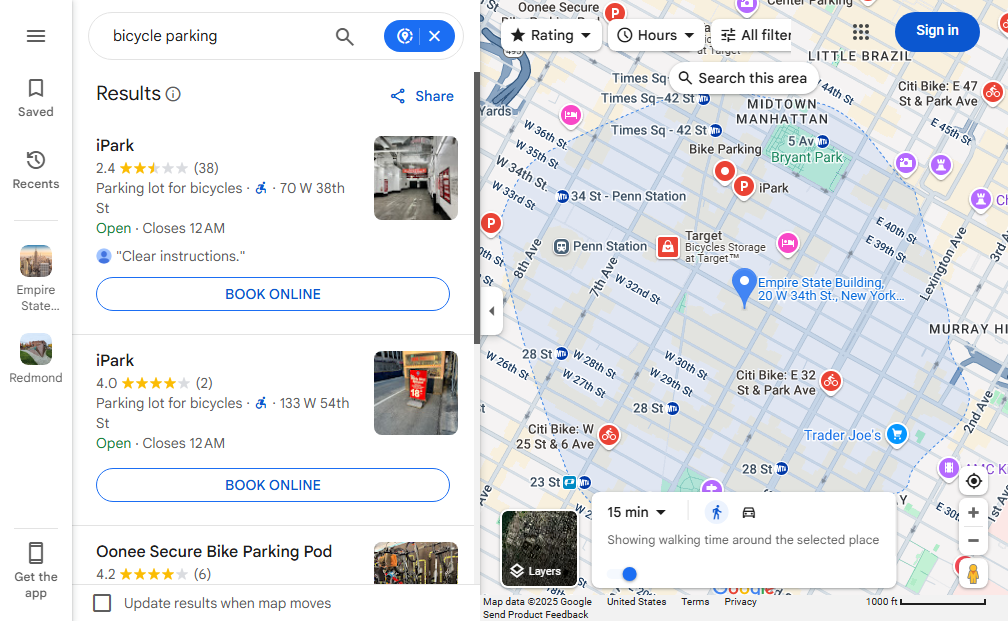 bicycle parking
Saved
Recents
Empire
State...
Redmond
Get the
app
Results
Share
iPark
2.4 (38)
Parking lot for bicycles · 70 W 38th
St
Open · Closes 12 AM
"Clear instructions."
BOOK ONLINE
iPark
4.0 (2)
Parking lot for bicycles · 133 W 54th
St
Open · Closes 12 AM
BOOK ONLINE
Oonee Secure Bike Parking Pod
4.2 (6)
Update results when map moves
Rating
Hours
All filter
Sign in
Search this area
Oonee Secure
Center Parking
LITTLE BRAZIL
Citi Bike: E 47
St & Park Ave
W 44th St
E 45th St
Times Sq - 42 St
MIDTOWN
MANHATTAN
Times Sq - 42 St
5 Av
Bryant Park
Yards
W 36th St
W 35th St
W 34th St.
W 33rd St
Bike Parking
iPark
34 St - Penn Station
Penn Station
Target
Bicycles Storage
at Target™
E 40th St
E 39th St
8th Ave
7th Ave
Lexington Ave
3rd
W 32nd St
Empire State Building,
20 W 34th St., New York...
MURRAY HI
28 St
W 28th St
W 27th St
W 26th St
W 30th St
W 29th St
Citi Bike: E 32
St & Park Ave
28 St
Citi Bike: W
25 St & 6 Ave
Trader Joe's
2nd Ave
28 St
AMC K
23 St
1st Ave
15 min
Showing walking time around the selected place
Layers
Google
Map data ©2025 Google
United States
Terms
Privacy
1000 ft
Send Product Feedback